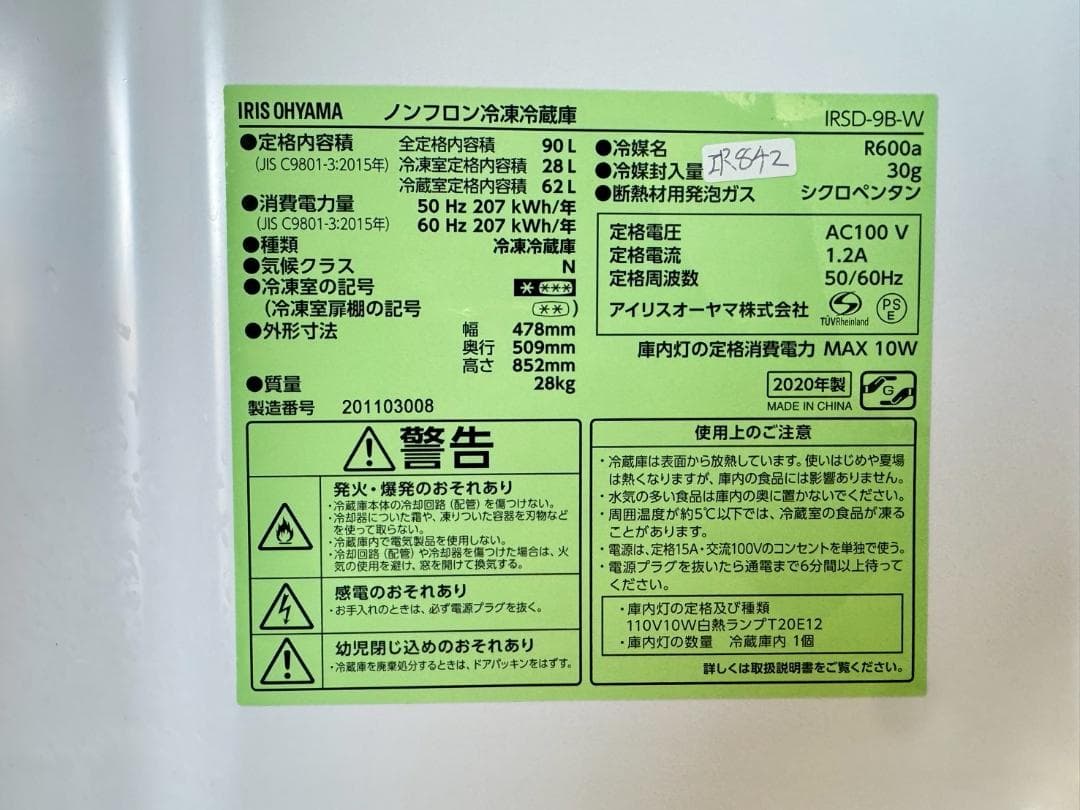 IRIS OHYAMA ノンフロン冷凍冷蔵庫 IRSD-9B-W
●定格内容積 全定格内容積 90 L
(JIS C9801-3:2015年) 冷凍室定格内容積 28 L
冷蔵室定格内容積 62 L
●消費電力量 50 Hz 207 kWh/年
(JIS C9801-3:2015年) 60 Hz 207 kWh/年
●種類 冷凍冷蔵庫
●気候クラス N
●冷凍室の記号 * ***
(冷凍室扉棚の記号 **)
●外形寸法 幅 478mm
奥行 509mm
高さ 852mm
●質量 28kg
製造番号 201103008
●冷媒名 R600a
●冷媒封入量 30g
IR842
●断熱材用発泡ガス シクロペンタン
定格電圧 AC100 V
定格電流 1.2A
定格周波数 50/60Hz
アイリスオーヤマ株式会社 TÜVRheinland PS E
庫内灯の定格消費電力 MAX 10W
2020年製
MADE IN CHINA
G
警告
発火・爆発のおそれあり
・冷蔵庫本体の冷却回路(配管)を傷つけない。
・冷却器についた霜や、凍りついた容器を刃物など
を使って取らない。
・冷蔵庫内で電気製品を使用しない。
・冷却回路(配管)や冷却器を傷つけた場合は、火
気の使用を避け、窓を開けて換気する。
感電のおそれあり
・お手入れのときは、必ず電源プラグを抜く。
幼児閉じ込めのおそれあり
・冷蔵庫を廃棄処分するときは、ドアパッキンをはずす。
使用上のご注意
・冷蔵庫は表面から放熱しています。使いはじめや夏場
は熱くなりますが、庫内の食品には影響ありません。
・水気の多い食品は庫内の奥に置かないでください。
・周囲温度が約5℃以下では、冷蔵室の食品が凍る
ことがあります。
・電源は、定格15A・交流100Vのコンセントを単独で使う。
・電源プラグを抜いたら通電まで6分間以上待って
ください。
・庫内灯の定格及び種類
110V10W白熱ランプT20E12
・庫内灯の数量 冷蔵庫内 1個
詳しくは取扱説明書をご覧ください。